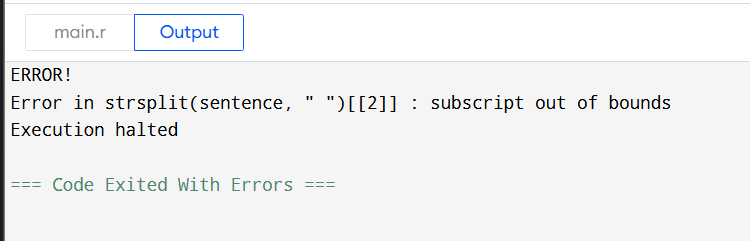 main.r
Output
ERROR!
Error in strsplit(sentence, " ")[[2]] : subscript out of bounds
Execution halted
=== Code Exited With Errors ===